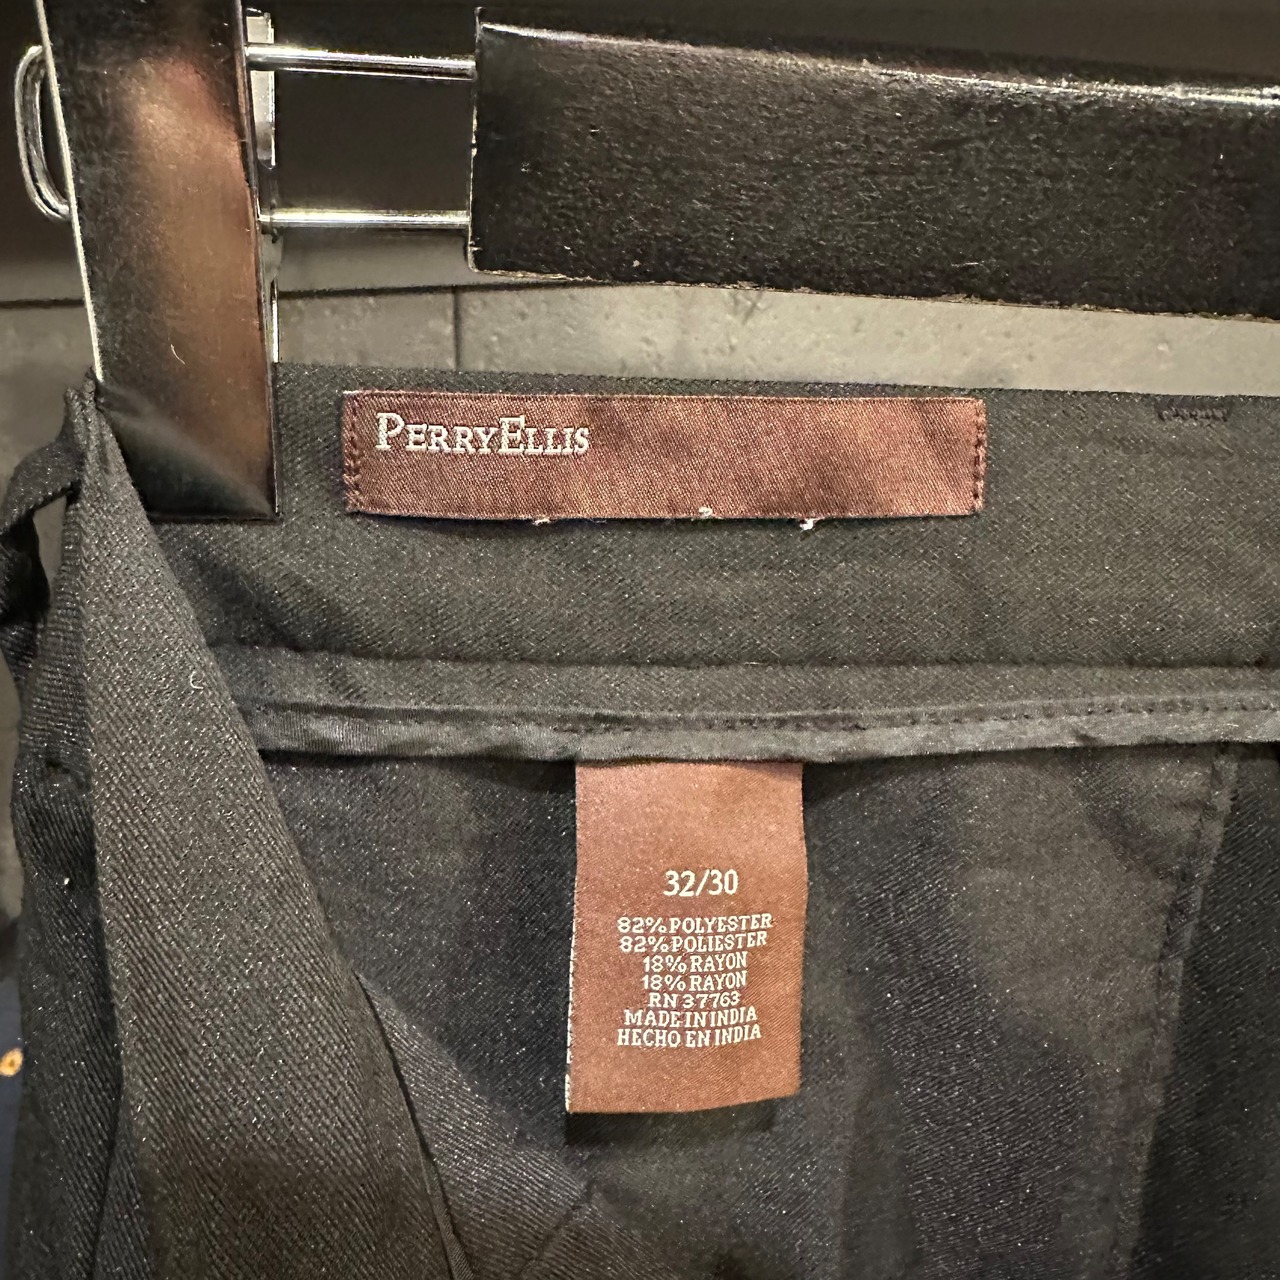 PERRYELLIS
32/30
82% POLYESTER
82% POLIESTER
18% RAYON
18% RAYON
RN 37763
MADE IN INDIA
HECHO EN INDIA